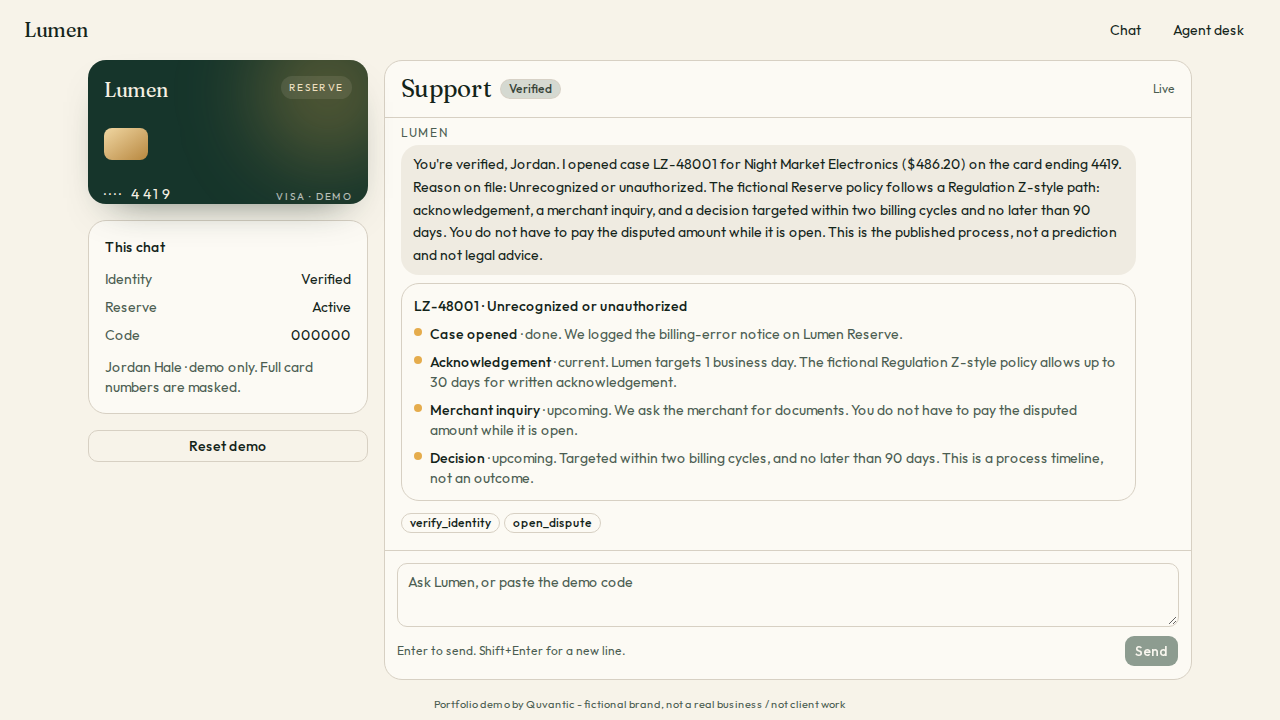 Lumen
Chat
Agent desk
Lumen
RESERVE
···· 4419
VISA · DEMO
This chat
Identity
Verified
Reserve
Active
Code
000000
Jordan Hale · demo only. Full card
numbers are masked.
Reset demo
Support
Verified
Live
LUMEN
You're verified, Jordan. I opened case LZ-48001 for Night Market Electronics ($486.20) on the card ending 4419.
Reason on file: Unrecognized or unauthorized. The fictional Reserve policy follows a Regulation Z-style path:
acknowledgement, a merchant inquiry, and a decision targeted within two billing cycles and no later than 90
days. You do not have to pay the disputed amount while it is open. This is the published process, not a prediction
and not legal advice.
LZ-48001 · Unrecognized or unauthorized
Case opened · done. We logged the billing-error notice on Lumen Reserve.
Acknowledgement · current. Lumen targets 1 business day. The fictional Regulation Z-style policy allows up to
30 days for written acknowledgement.
Merchant inquiry · upcoming. We ask the merchant for documents. You do not have to pay the disputed
amount while it is open.
Decision · upcoming. Targeted within two billing cycles, and no later than 90 days. This is a process timeline,
not an outcome.
verify_identity
open_dispute
Ask Lumen, or paste the demo code
Enter to send. Shift+Enter for a new line.
Send
Portfolio demo by Quvantic - fictional brand, not a real business / not client work